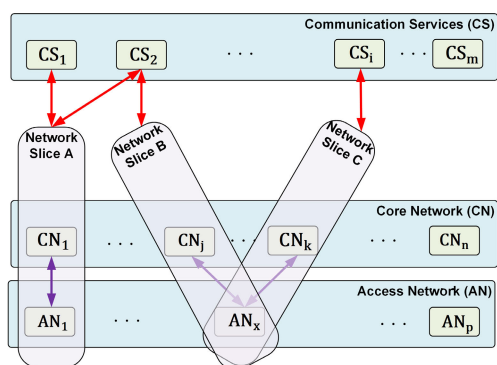 Communication Services (CS)
CS₁ CS₂ . . . CSᵢ . . . CSₘ
Network Slice A
Network Slice B
Network Slice C
Core Network (CN)
CN₁ . . . CNⱼ . . . CNₖ . . . CNₙ
Access Network (AN)
AN₁ . . . ANₓ . . . ANₚ